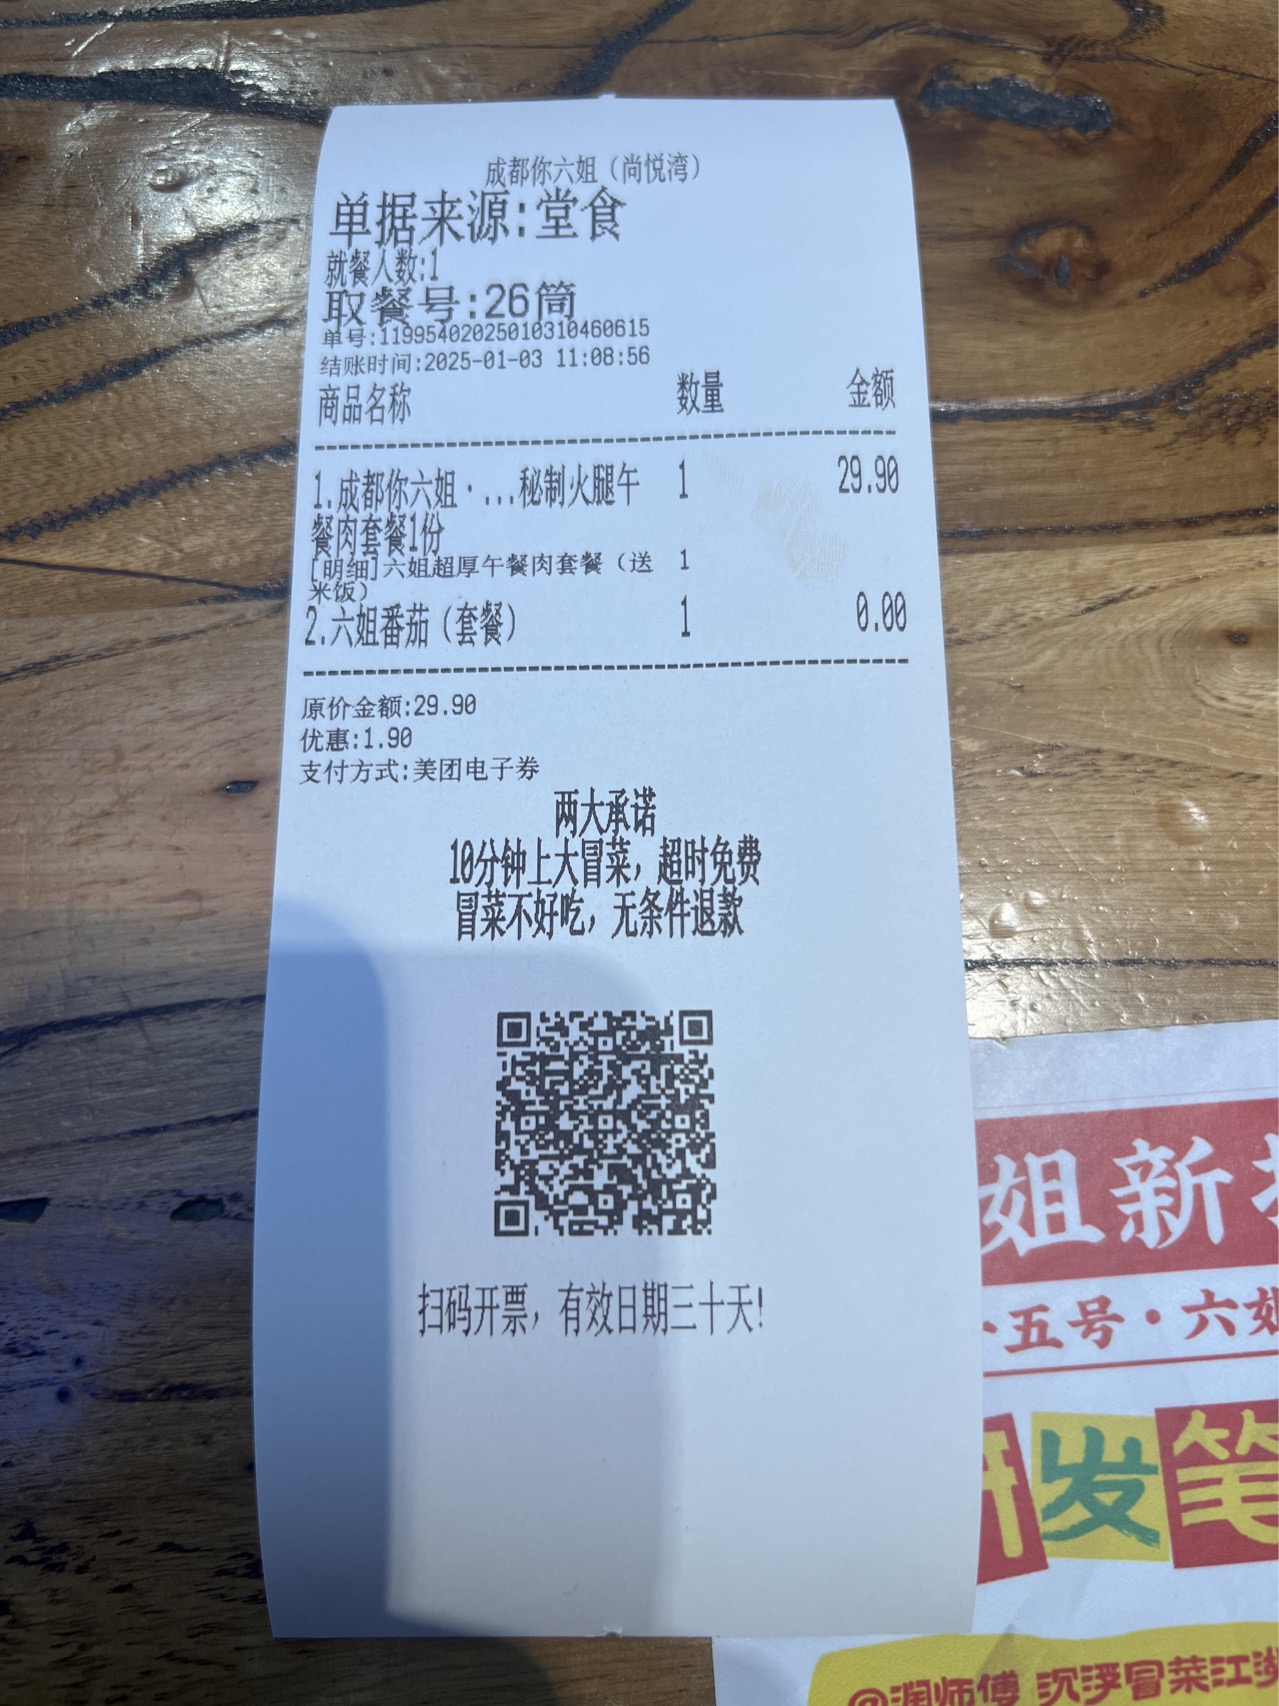 成都你六姐（尚悦湾）
单据来源:堂食
就餐人数:1
取餐号:26筒
单号:11995402025010310460615
结账时间:2025-01-03 11:08:56
商品名称 数量 金额
1.成都你六姐·...秘制火腿午 1 29.90
餐肉套餐1份
[明细]六姐超厚午餐肉套餐（送 1
米饭）
2.六姐番茄（套餐） 1 0.00
原价金额:29.90
优惠:1.90
支付方式:美团电子券
两大承诺
10分钟上大冒菜，超时免费
冒菜不好吃，无条件退款
扫码开票，有效日期三十天!
姐新
·五号·六
发笔
@润师傅 沉浮冒菜江湖